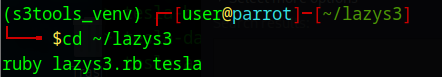 (s3tools_venv) ┌─[user@parrot]─[~/lazys3]
└──╼ $cd ~/lazys3
ruby lazys3.rb tesla